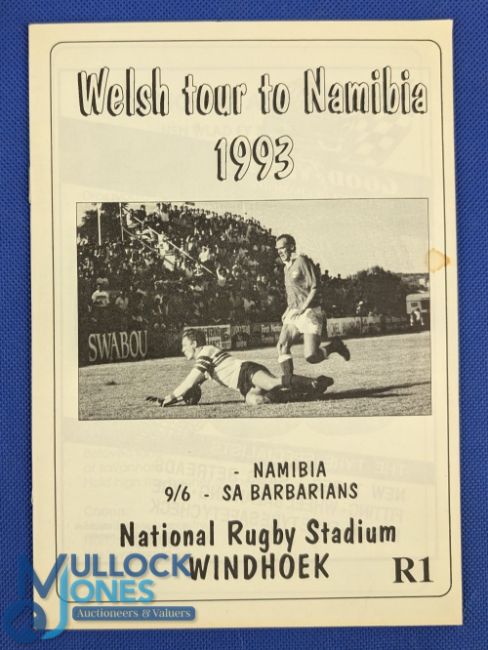 Welsh tour to Namibia
1993
SWABOU
- NAMIBIA
9/6 - SA BARBARIANS
National Rugby Stadium
WINDHOEK
R1
MULLOCK
JONES
Auctioneers & Valuers